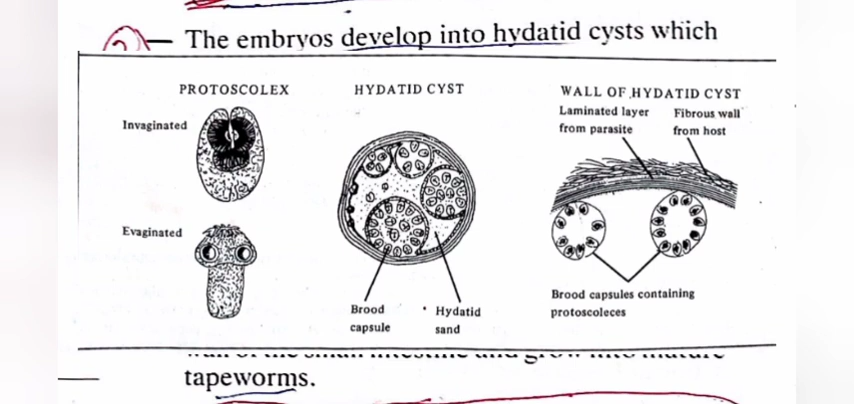 — The embryos develop into hydatid cysts which
PROTOSCOLEX HYDATID CYST WALL OF HYDATID CYST
Laminated layer Fibrous wall
from parasite from host
Invaginated
Evaginated
Brood Hydatid
capsule sand
Brood capsules containing
protoscoleces
tapeworms.